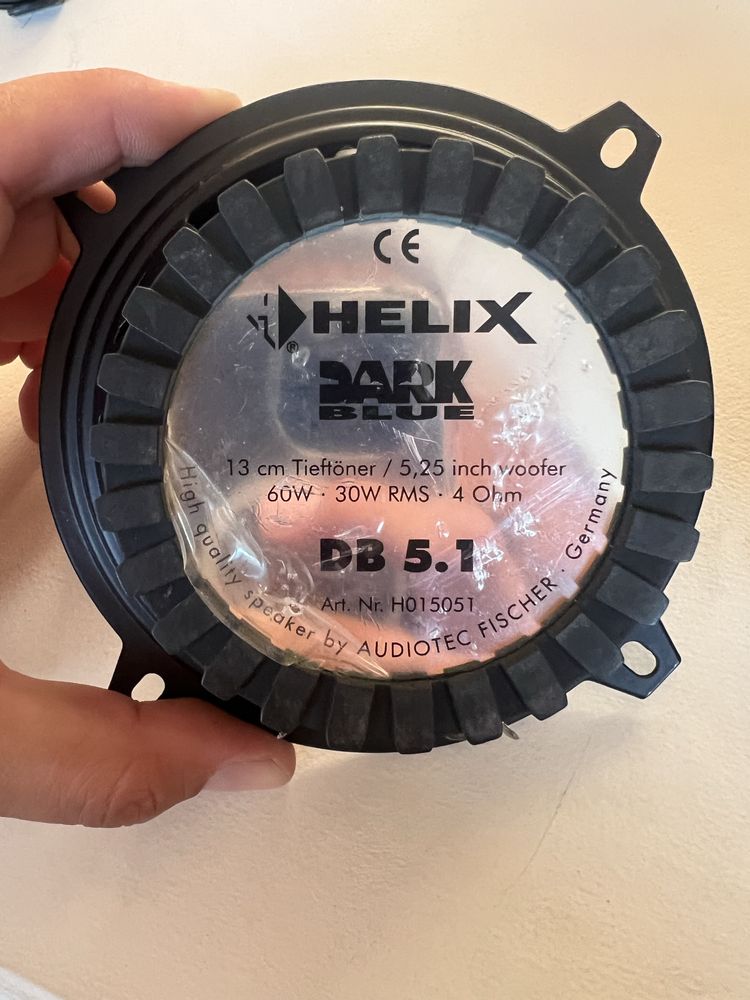 CE
HELIX
®
DARK
BLUE
13 cm Tieftöner / 5,25 inch woofer
60W · 30W RMS · 4 Ohm
DB 5.1
Art. Nr. H015051
High quality speaker by AUDIOTEC FISCHER · Germany